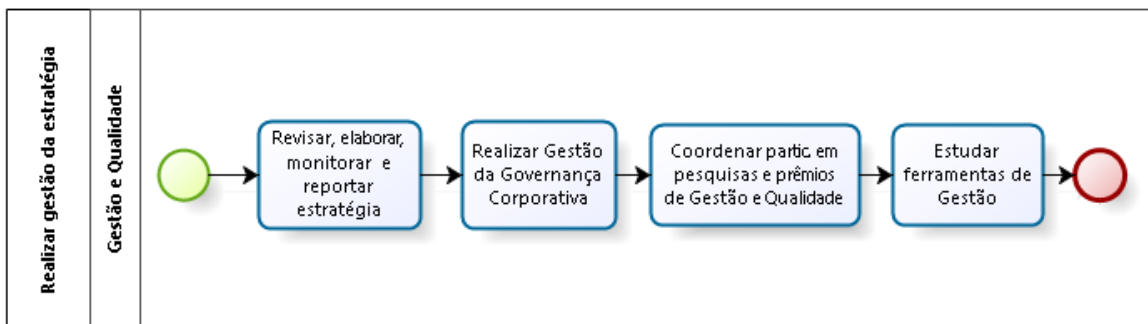 Realizar gestão da estratégia
Gestão e Qualidade
Revisar, elaborar,
monitorar e
reportar
estratégia
Realizar Gestão
da Governança
Corporativa
Coordenar partic. em
pesquisas e prêmios
de Gestão e Qualidade
Estudar
ferramentas de
Gestão